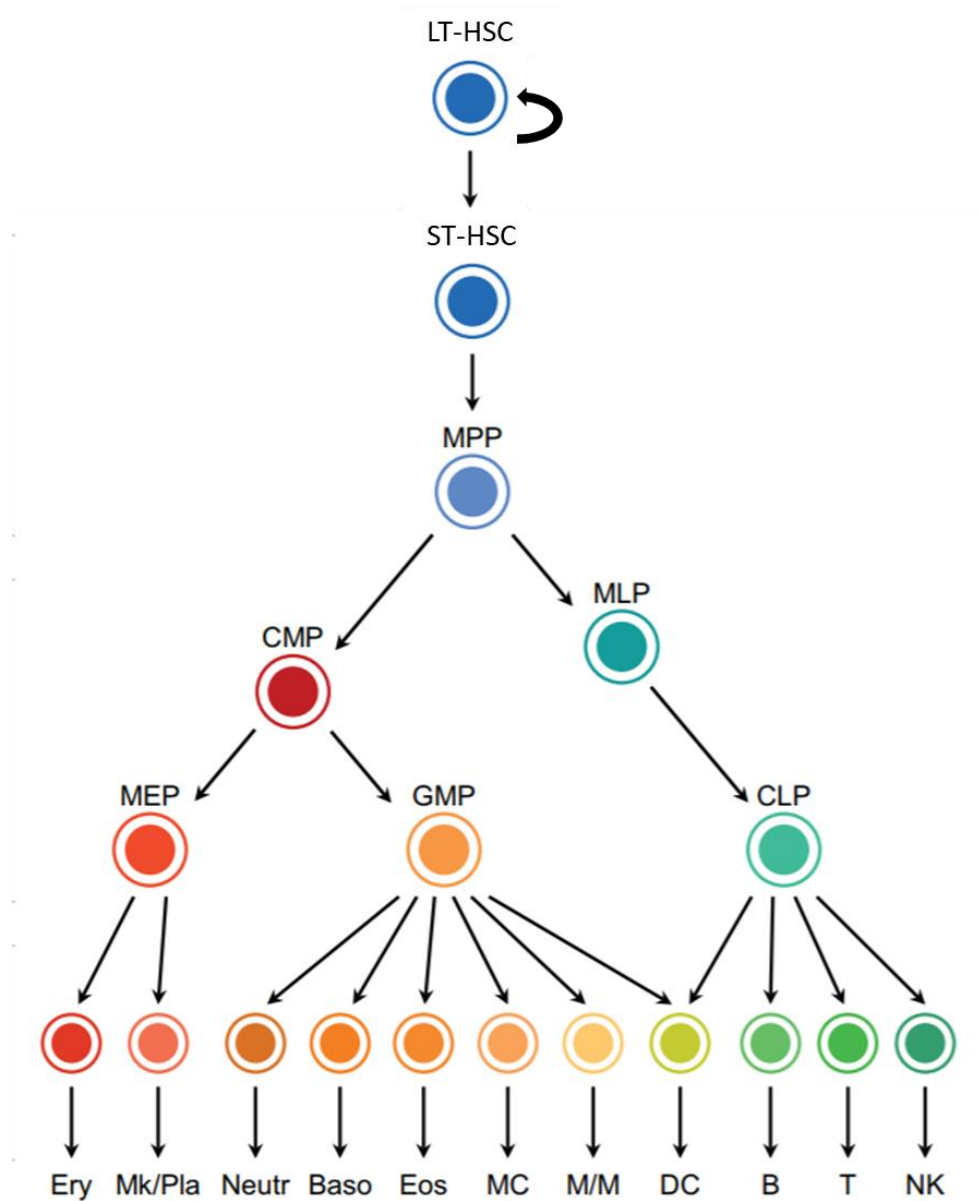 LT-HSC
ST-HSC
MPP
MLP
CMP
MEP GMP CLP
Ery Mk/Pla Neutr Baso Eos MC M/M DC B T NK